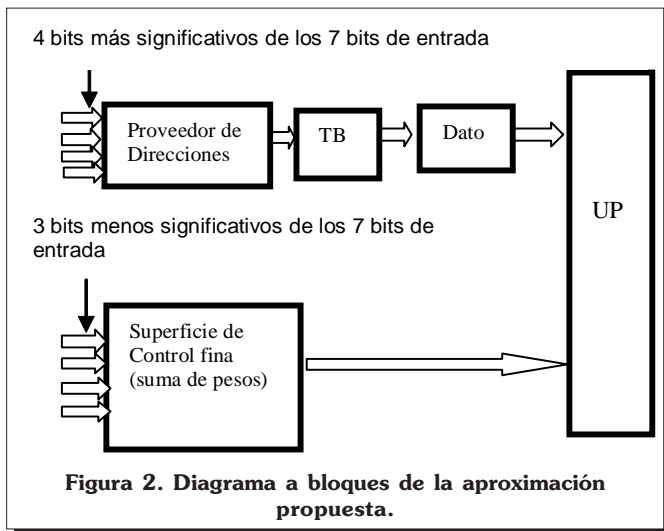 4 bits más significativos de los 7 bits de entrada
Proveedor de
Direcciones
TB
Dato
UP
3 bits menos significativos de los 7 bits de
entrada
Superficie de
Control fina
(suma de pesos)
Figura 2. Diagrama a bloques de la aproximación
propuesta.